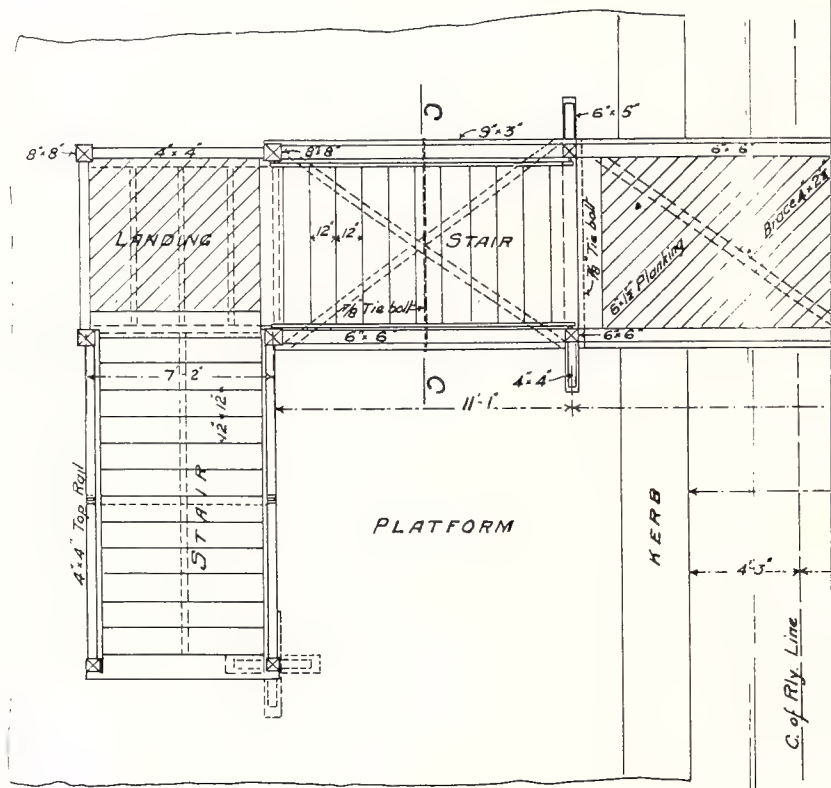 C
6" × 5"
9" × 3"
8" × 8"
4" × 4"
8" × 8"
6" × 6"
LANDING
12" 12"
STAIR
7/8" Tie bolt
Brace 4" × 2½"
7/8" Tie bolt
6" × 1½" Planking
6" × 6"
6" × 6"
7'-2"
C
4" × 4"
11'-1"
12" × 12"
4" × 4" Top Rail
STAIR
PLATFORM
KERB
4'-3"
C. of Rly. Line